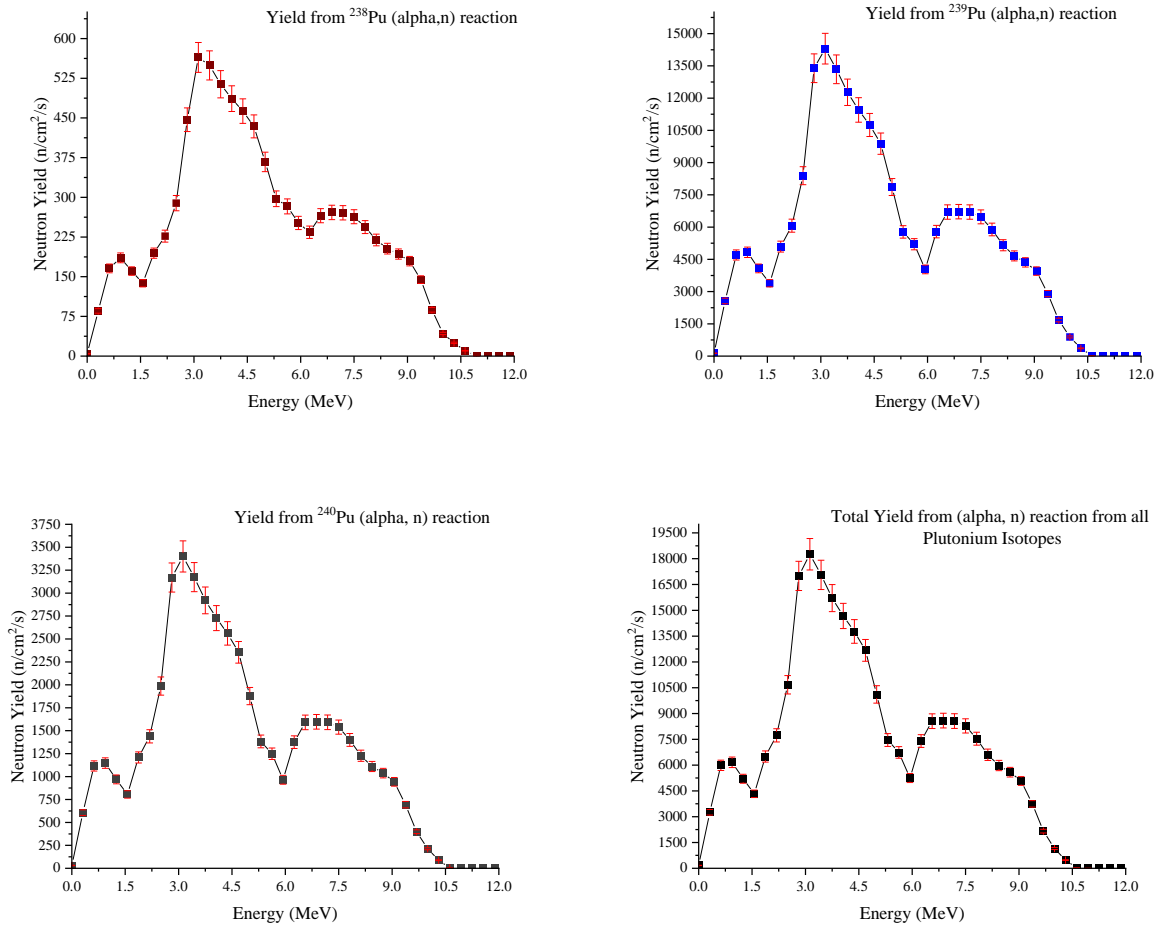 Yield from ²³⁸Pu (alpha,n) reaction
600
525
450
375
300
225
150
75
0
Neutron Yield (n/cm²/s)
0.0 1.5 3.0 4.5 6.0 7.5 9.0 10.5 12.0
Energy (MeV)
Yield from ²³⁹Pu (alpha,n) reaction
15000
13500
12000
10500
9000
7500
6000
4500
3000
1500
0
Neutron Yield (n/cm²/s)
0.0 1.5 3.0 4.5 6.0 7.5 9.0 10.5 12.0
Energy (MeV)
Yield from ²⁴⁰Pu (alpha, n) reaction
3750
3500
3250
3000
2750
2500
2250
2000
1750
1500
1250
1000
750
500
250
0
Neutron Yield (n/cm²/s)
0.0 1.5 3.0 4.5 6.0 7.5 9.0 10.5 12.0
Energy (MeV)
Total Yield from (alpha, n) reaction from all
Plutonium Isotopes
19500
18000
16500
15000
13500
12000
10500
9000
7500
6000
4500
3000
1500
0
Neutron Yield (n/cm²/s)
0.0 1.5 3.0 4.5 6.0 7.5 9.0 10.5 12.0
Energy (MeV)